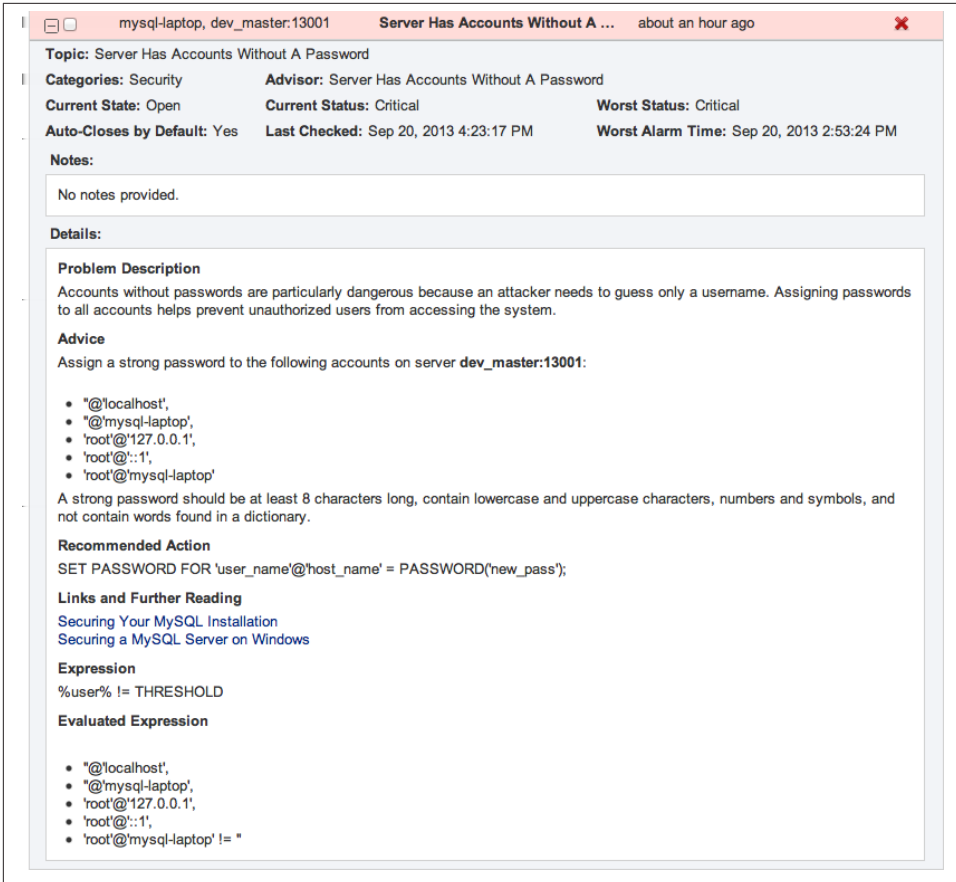 mysql-laptop, dev_master:13001 Server Has Accounts Without A ... about an hour ago
Topic: Server Has Accounts Without A Password
Categories: Security Advisor: Server Has Accounts Without A Password
Current State: Open Current Status: Critical Worst Status: Critical
Auto-Closes by Default: Yes Last Checked: Sep 20, 2013 4:23:17 PM Worst Alarm Time: Sep 20, 2013 2:53:24 PM
Notes:
No notes provided.
Details:
Problem Description
Accounts without passwords are particularly dangerous because an attacker needs to guess only a username. Assigning passwords
to all accounts helps prevent unauthorized users from accessing the system.
Advice
Assign a strong password to the following accounts on server dev_master:13001:
• ''@'localhost',
• ''@'mysql-laptop',
• 'root'@'127.0.0.1',
• 'root'@'::1',
• 'root'@'mysql-laptop'
A strong password should be at least 8 characters long, contain lowercase and uppercase characters, numbers and symbols, and
not contain words found in a dictionary.
Recommended Action
SET PASSWORD FOR 'user_name'@'host_name' = PASSWORD('new_pass');
Links and Further Reading
Securing Your MySQL Installation
Securing a MySQL Server on Windows
Expression
%user% != THRESHOLD
Evaluated Expression
• ''@'localhost',
• ''@'mysql-laptop',
• 'root'@'127.0.0.1',
• 'root'@'::1',
• 'root'@'mysql-laptop' != ''